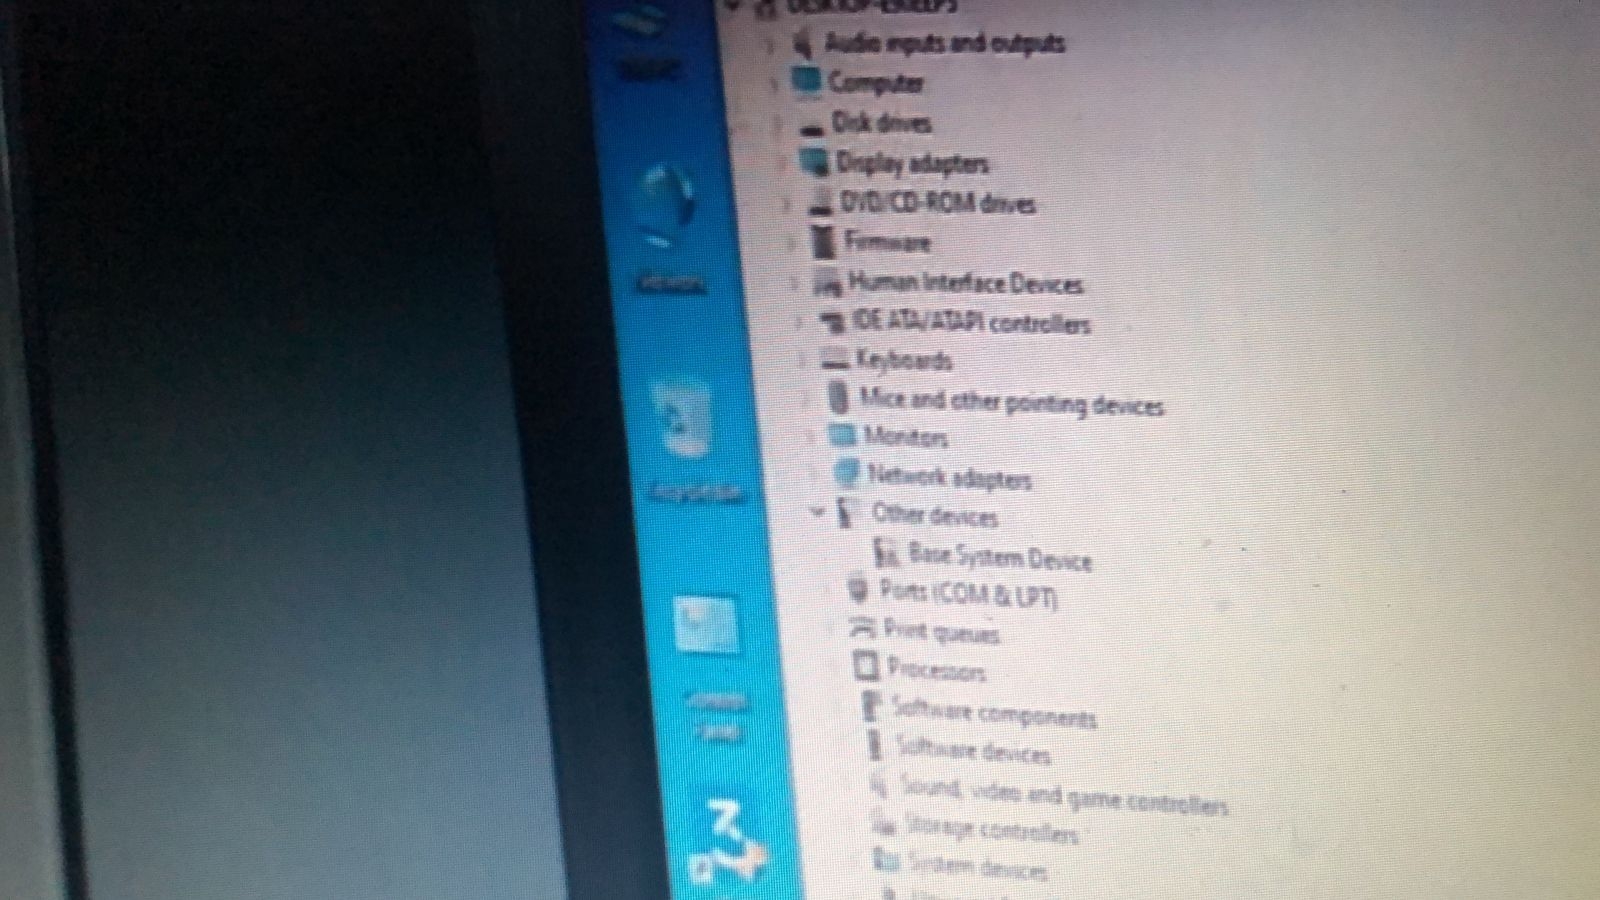 Audio inputs and outputs
Computer
Disk drives
Display adapters
DVD/CD-ROM drives
Firmware
Human Interface Devices
IDE ATA/ATAPI controllers
Keyboards
Mice and other pointing devices
Monitors
Network adapters
Other devices
Base System Device
Ports (COM & LPT)
Print queues
Processors
Software components
Software devices
Sound, video and game controllers
Storage controllers
System devices